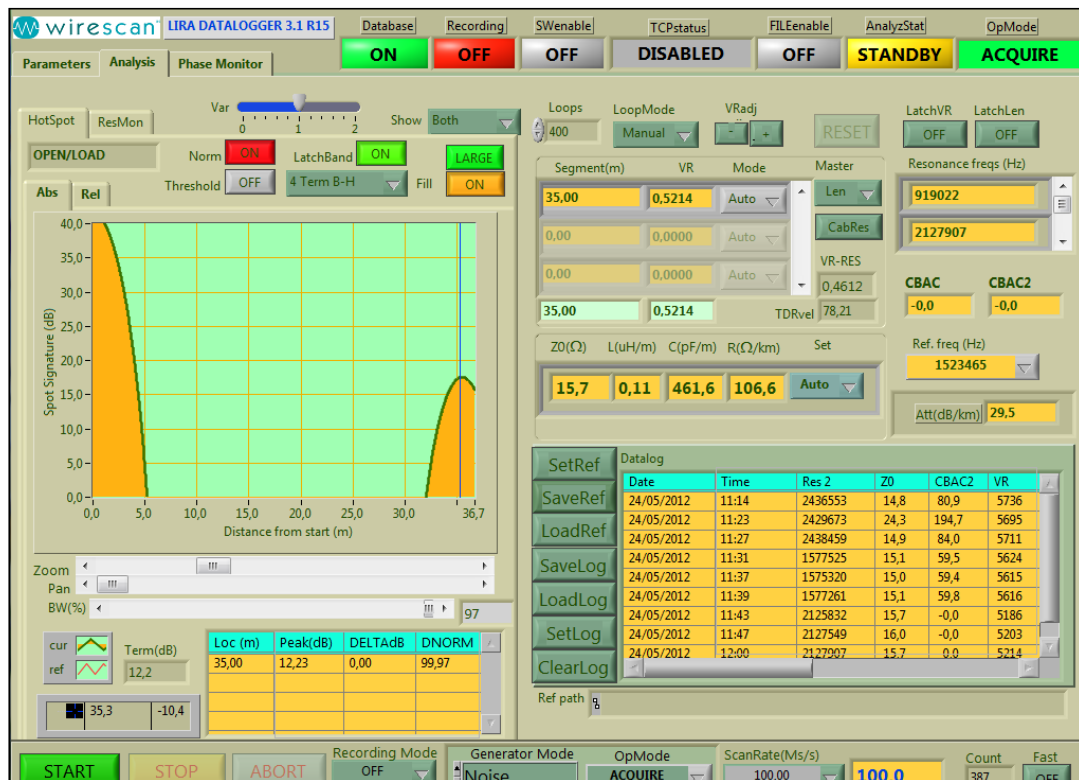 wirescan LIRA DATALOGGER 3.1 R15
Database Recording SWenable TCPstatus FILEenable AnalyzStat OpMode
ON OFF OFF DISABLED OFF STANDBY ACQUIRE
Parameters Analysis Phase Monitor
HotSpot ResMon
Var 0 1 2
Show Both
OPEN/LOAD
Norm ON LatchBand ON LARGE
Threshold OFF 4 Term B-H Fill ON
Abs Rel
Spot Signature (dB)
40,0
35,0
30,0
25,0
20,0
15,0
10,0
5,0
0,0
0,0 5,0 10,0 15,0 20,0 25,0 30,0 36,7
Distance from start (m)
Zoom
Pan
BW(%) 97
cur
ref
Term(dB)
12,2
Loc (m) Peak(dB) DELTAdB DNORM
35,00 12,23 0,00 99,97
35,3 -10,4
Loops LoopMode VRadj
400 Manual - + RESET
LatchVR LatchLen
OFF OFF
Segment(m) VR Mode Master
35,00 0,5214 Auto Len
0,00 0,0000 Auto CabRes
0,00 0,0000 Auto
VR-RES
0,4612
35,00 0,5214 TDRvel 78,21
Resonance freqs (Hz)
919022
2127907
CBAC CBAC2
-0,0 -0,0
Z0(Ω) L(uH/m) C(pF/m) R(Ω/km) Set
15,7 0,11 461,6 106,6 Auto
Ref. freq (Hz)
1523465
Att(dB/km) 29,5
SetRef
SaveRef
LoadRef
SaveLog
LoadLog
SetLog
ClearLog
Datalog
Date Time Res 2 Z0 CBAC2 VR
24/05/2012 11:14 2436553 14,8 80,9 5736
24/05/2012 11:23 2429673 24,3 194,7 5695
24/05/2012 11:27 2438459 14,9 84,0 5711
24/05/2012 11:31 1577525 15,1 59,5 5624
24/05/2012 11:37 1575320 15,0 59,4 5615
24/05/2012 11:39 1577261 15,1 59,8 5616
24/05/2012 11:43 2125832 15,7 -0,0 5186
24/05/2012 11:47 2127549 16,0 -0,0 5203
24/05/2012 12:00 2127907 15,7 0,0 5214
Ref path
START STOP ABORT
Recording Mode
OFF
Generator Mode
Noise
OpMode
ACQUIRE
ScanRate(Ms/s)
100,00
100,0
Count
387
Fast
OFF